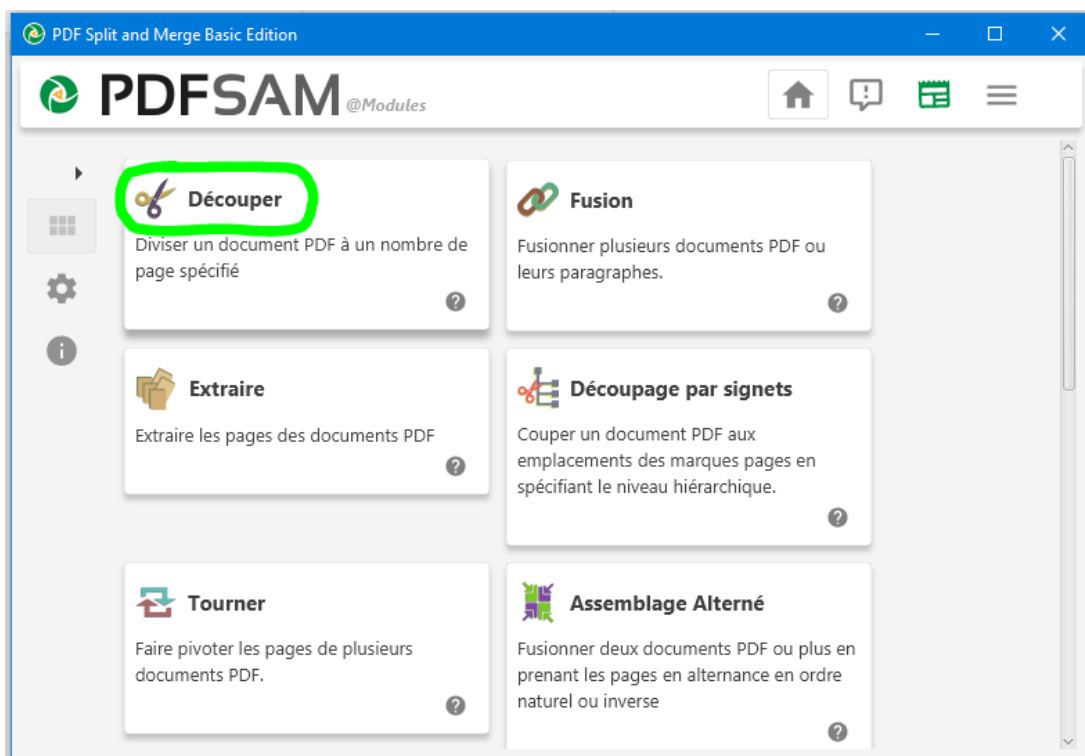 PDF Split and Merge Basic Edition
PDFSAM @Modules
Découper
Diviser un document PDF à un nombre de
page spécifié
Fusion
Fusionner plusieurs documents PDF ou
leurs paragraphes.
Extraire
Extraire les pages des documents PDF
Découpage par signets
Couper un document PDF aux
emplacements des marques pages en
spécifiant le niveau hiérarchique.
Tourner
Faire pivoter les pages de plusieurs
documents PDF.
Assemblage Alterné
Fusionner deux documents PDF ou plus en
prenant les pages en alternance en ordre
naturel ou inverse